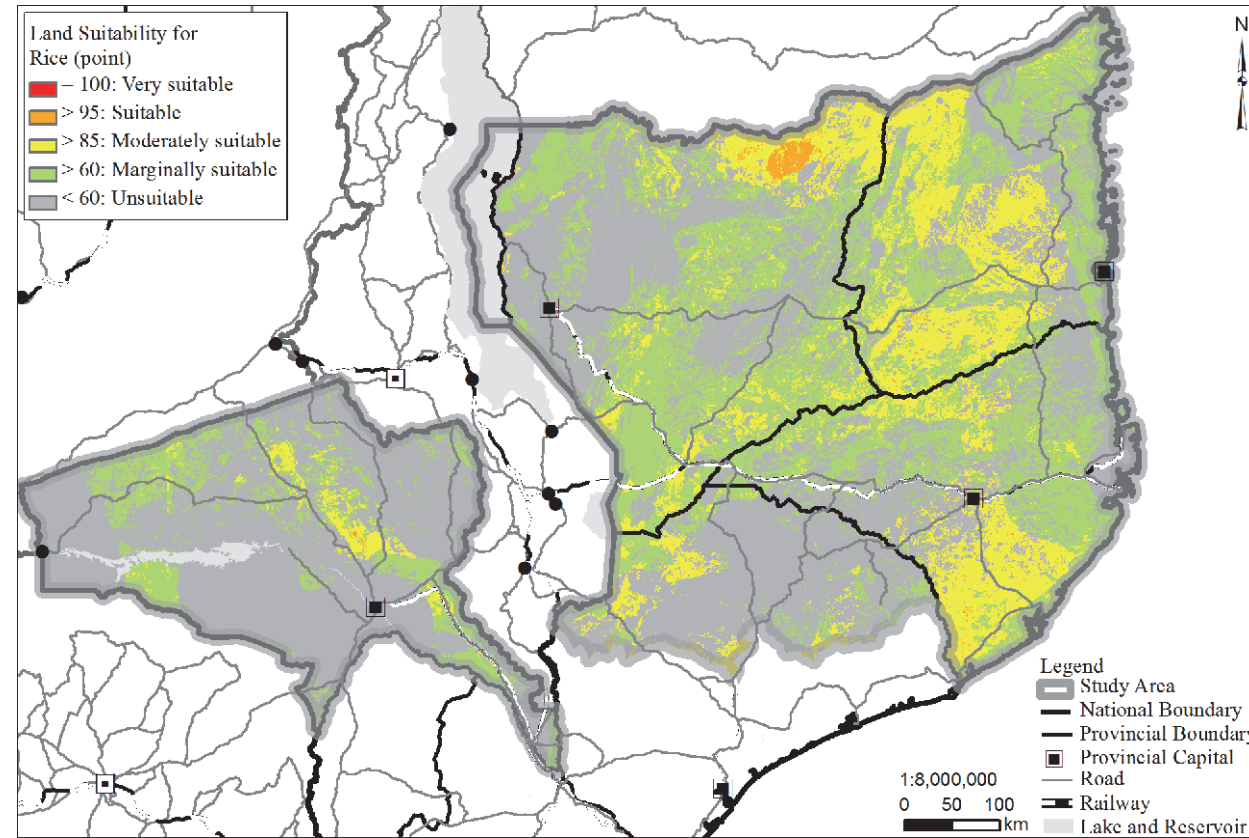 Land Suitability for
Rice (point)
– 100: Very suitable
> 95: Suitable
> 85: Moderately suitable
> 60: Marginally suitable
< 60: Unsuitable
N
Legend
Study Area
National Boundary
Provincial Boundary
Provincial Capital
Road
Railway
Lake and Reservoir
1:8,000,000
0 50 100
km